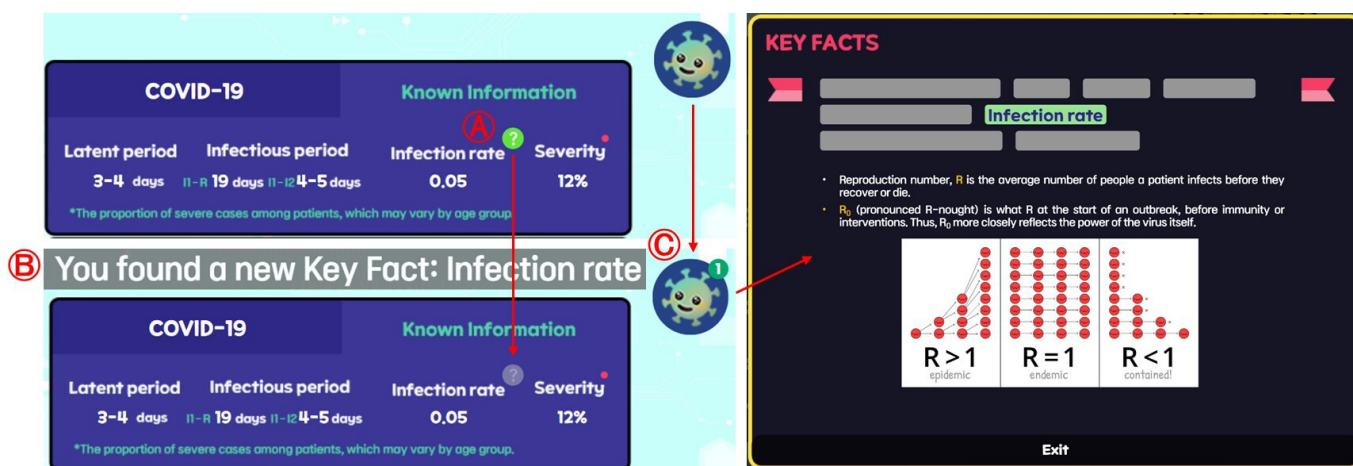 COVID-19
Known Information
A
?
Latent period Infectious period Infection rate Severity
3-4 days I1-R 19 days I1-I2 4-5 days 0.05 12%
*The proportion of severe cases among patients, which may vary by age group.
B You found a new Key Fact: Infection rate
C
1
COVID-19
Known Information
?
Latent period Infectious period Infection rate Severity
3-4 days I1-R 19 days I1-I2 4-5 days 0.05 12%
*The proportion of severe cases among patients, which may vary by age group.
KEY FACTS
Infection rate
• Reproduction number, R is the average number of people a patient infects before they
recover or die.
• R0 (pronounced R-nought) is what R at the start of an outbreak, before immunity or
interventions. Thus, R0 more closely reflects the power of the virus itself.
R > 1
epidemic
R = 1
endemic
R < 1
contained!
Exit